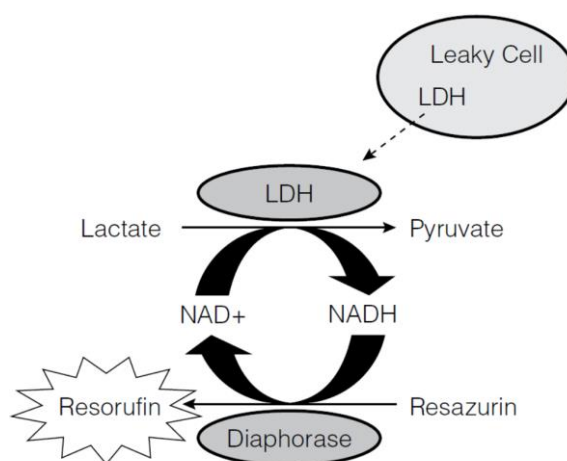 Leaky Cell
LDH
LDH
Lactate
Pyruvate
NAD+
NADH
Resorufin
Resazurin
Diaphorase